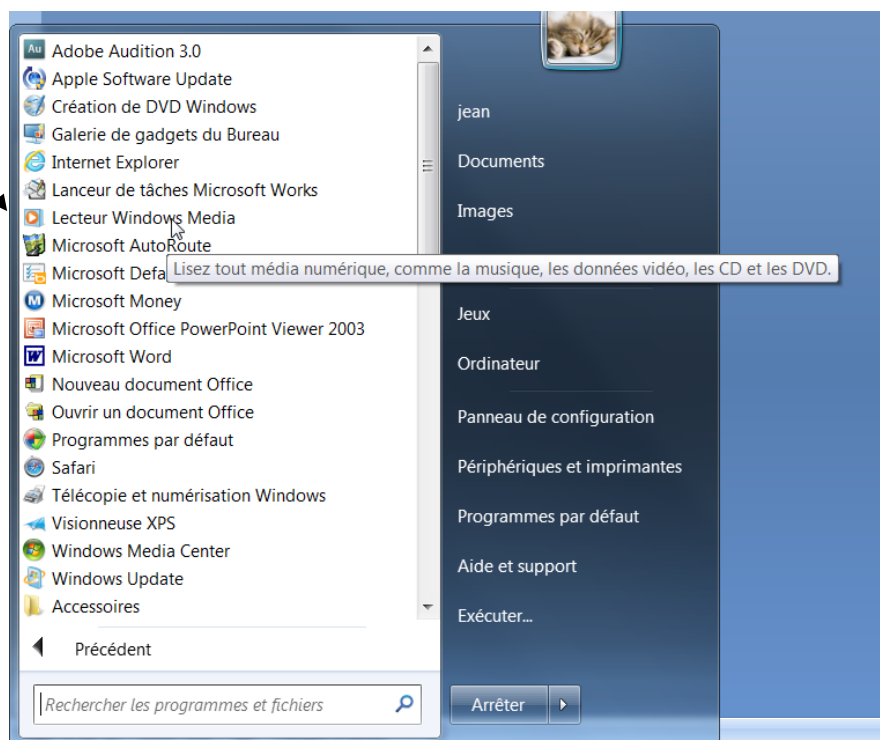 Au Adobe Audition 3.0
Apple Software Update
Création de DVD Windows
Galerie de gadgets du Bureau
Internet Explorer
Lanceur de tâches Microsoft Works
Lecteur Windows Media
Microsoft AutoRoute
Microsoft Defa
Lisez tout média numérique, comme la musique, les données vidéo, les CD et les DVD.
Microsoft Money
Microsoft Office PowerPoint Viewer 2003
Microsoft Word
Nouveau document Office
Ouvrir un document Office
Programmes par défaut
Safari
Télécopie et numérisation Windows
Visionneuse XPS
Windows Media Center
Windows Update
Accessoires
Précédent
Rechercher les programmes et fichiers
jean
Documents
Images
Jeux
Ordinateur
Panneau de configuration
Périphériques et imprimantes
Programmes par défaut
Aide et support
Exécuter...
Arrêter